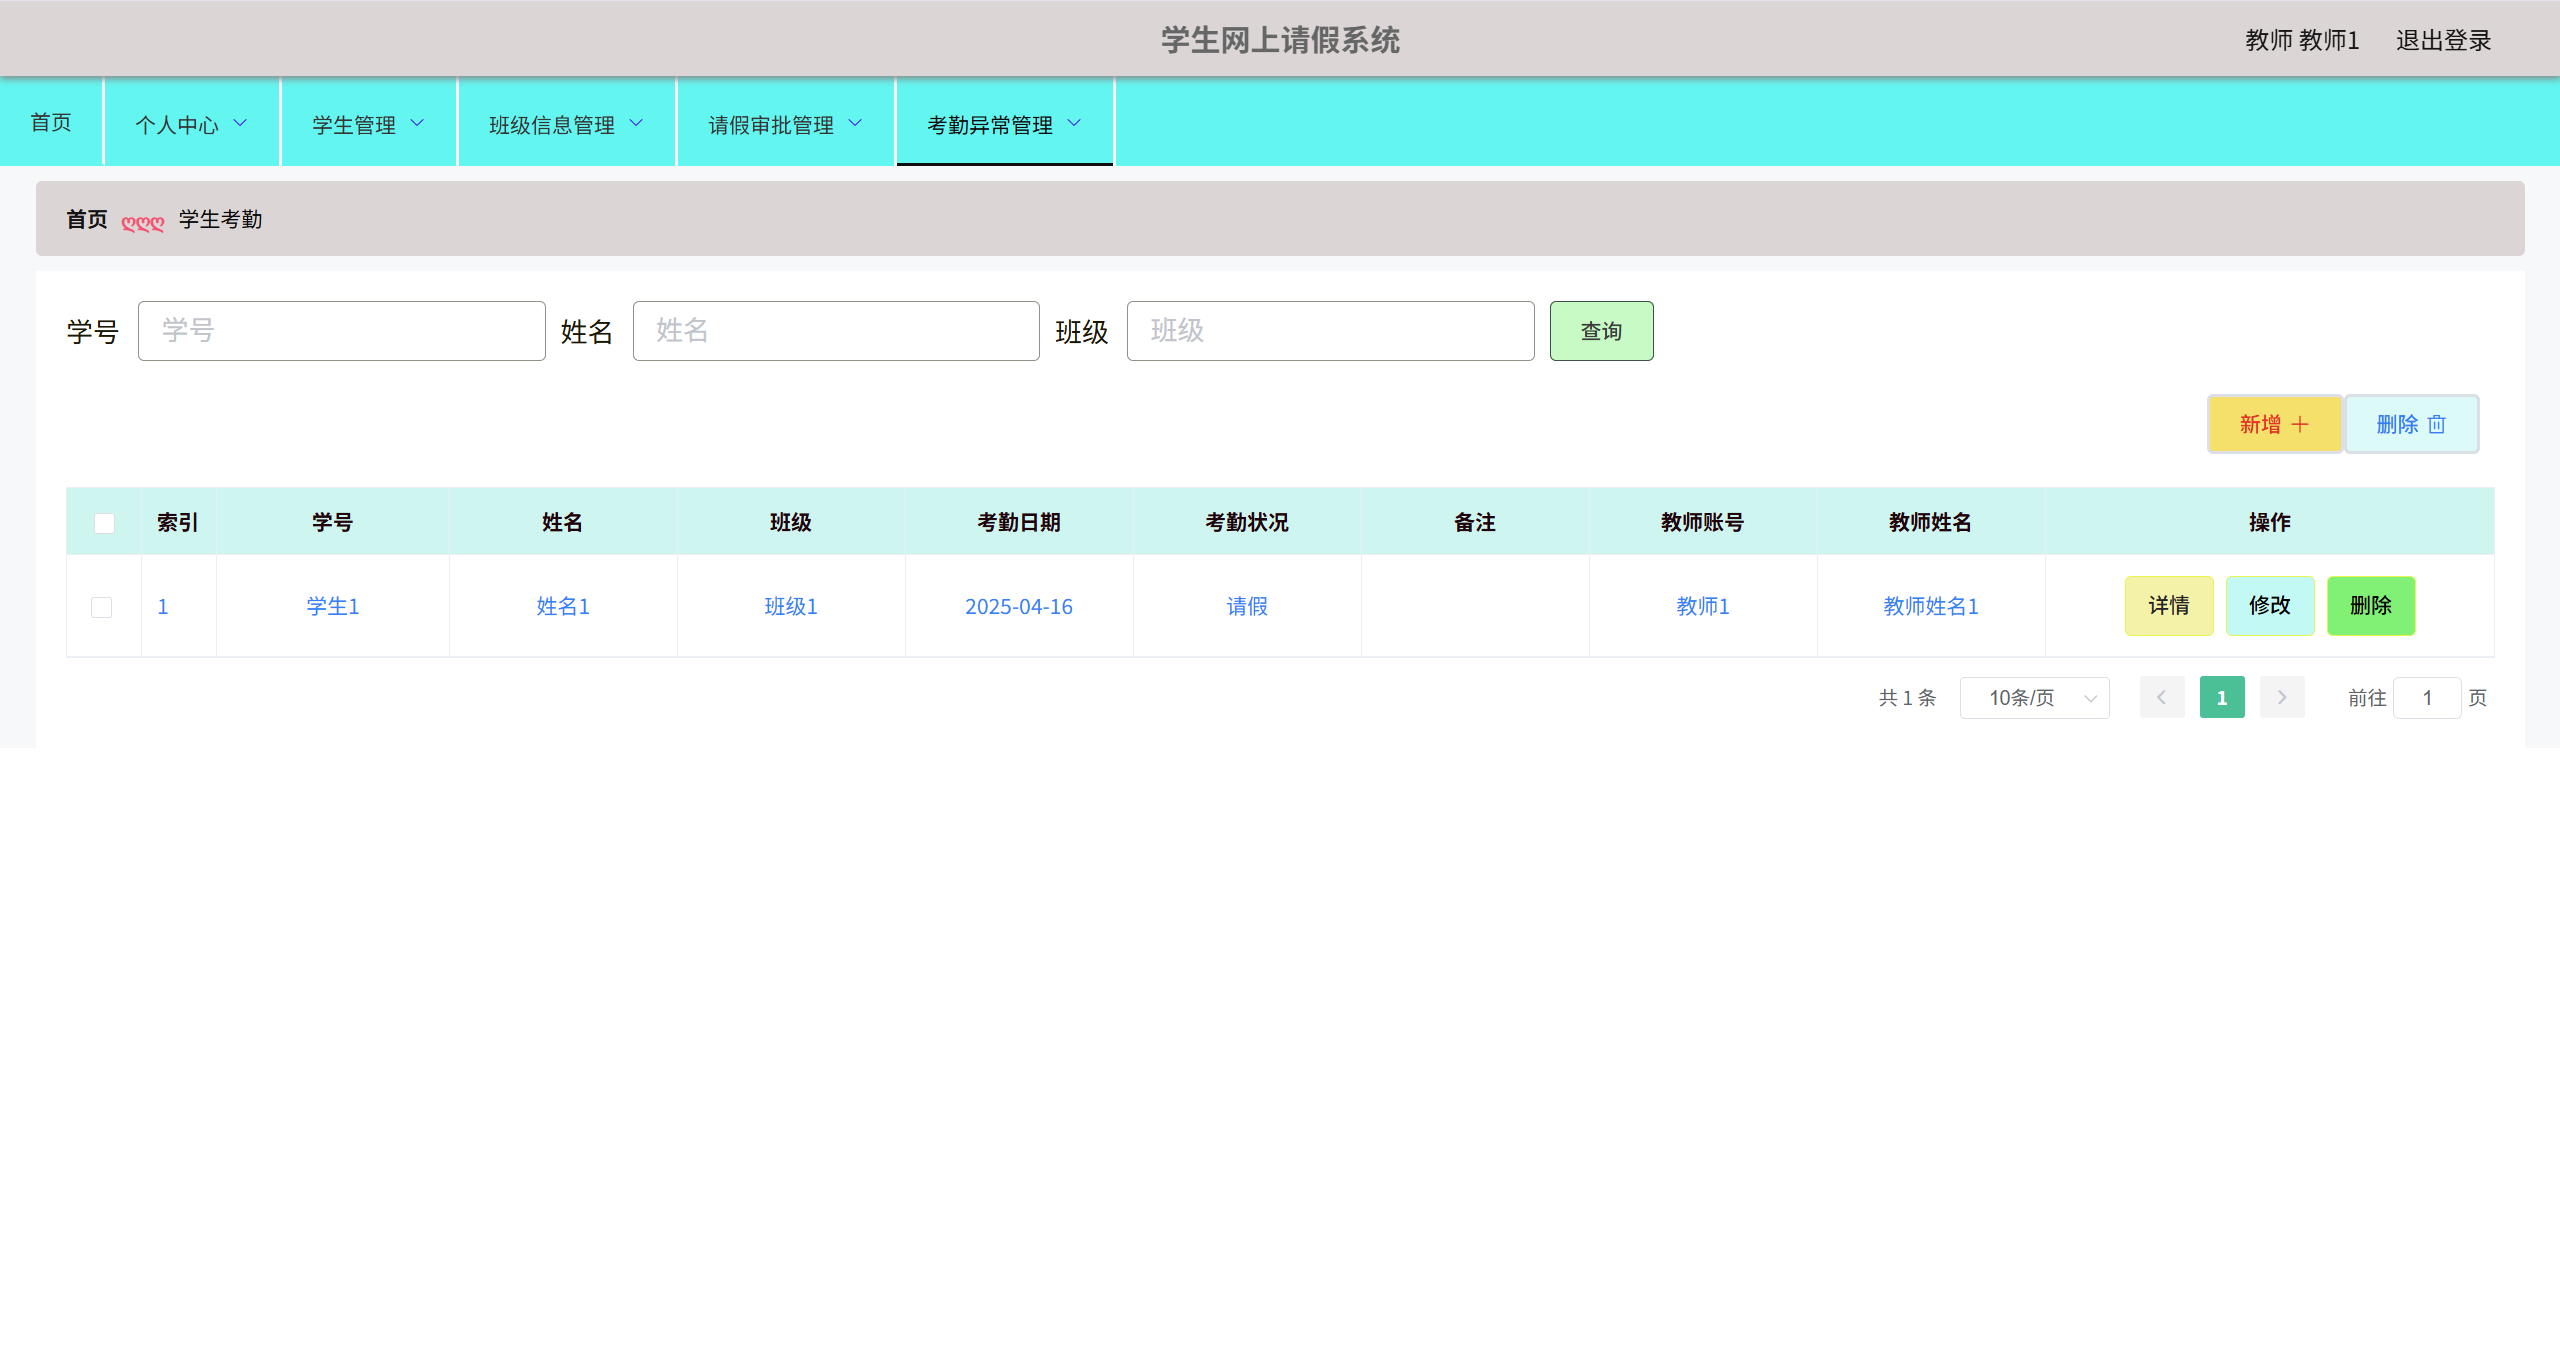 学生网上请假系统
教师 教师1 退出登录
首页 个人中心 学生管理 班级信息管理 请假审批管理 考勤异常管理
首页 ღღღ 学生考勤
学号 学号 姓名 姓名 班级 班级 查询
新增 删除
索引 学号 姓名 班级 考勤日期 考勤状况 备注 教师账号 教师姓名 操作
1 学生1 姓名1 班级1 2025-04-16 请假 教师1 教师姓名1 详情 修改 删除
共 1 条 10条/页 1 前往 1 页